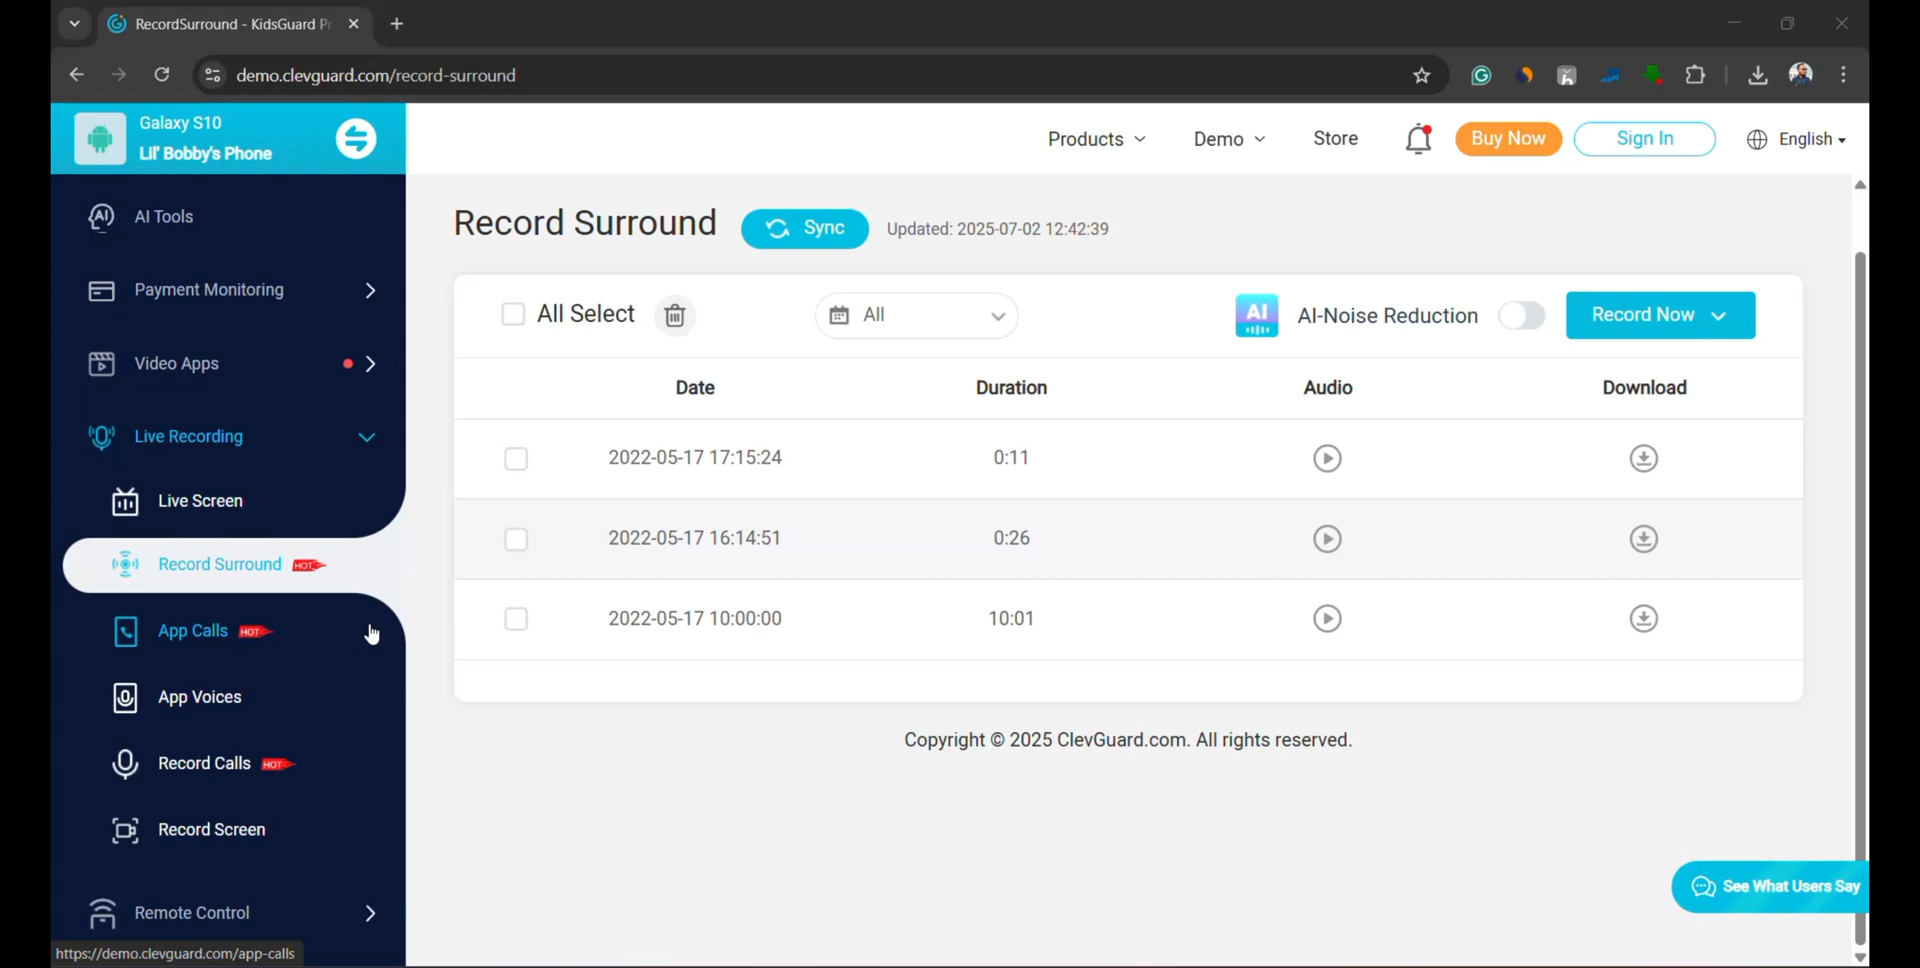 RecordSurround - KidsGuard Pr
demo.clevguard.com/record-surround
Galaxy S10
Lil' Bobby's Phone
Products
Demo
Store
Buy Now
Sign In
English
AI Tools
Payment Monitoring
Video Apps
Live Recording
Live Screen
Record Surround HOT
App Calls HOT
App Voices
Record Calls HOT
Record Screen
Remote Control
https://demo.clevguard.com/app-calls
Record Surround
Sync
Updated: 2025-07-02 12:42:39
All Select
All
AI
AI-Noise Reduction
Record Now
Date Duration Audio Download
2022-05-17 17:15:24 0:11
2022-05-17 16:14:51 0:26
2022-05-17 10:00:00 10:01
Copyright © 2025 ClevGuard.com. All rights reserved.
See What Users Say